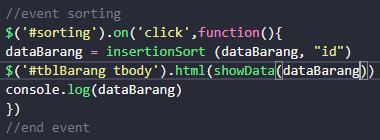 //event sorting
$('#sorting').on('click',function(){
dataBarang = insertionSort (dataBarang, "id")
$('#tblBarang tbody').html(showData(dataBarang))
console.log(dataBarang)
})
//end event